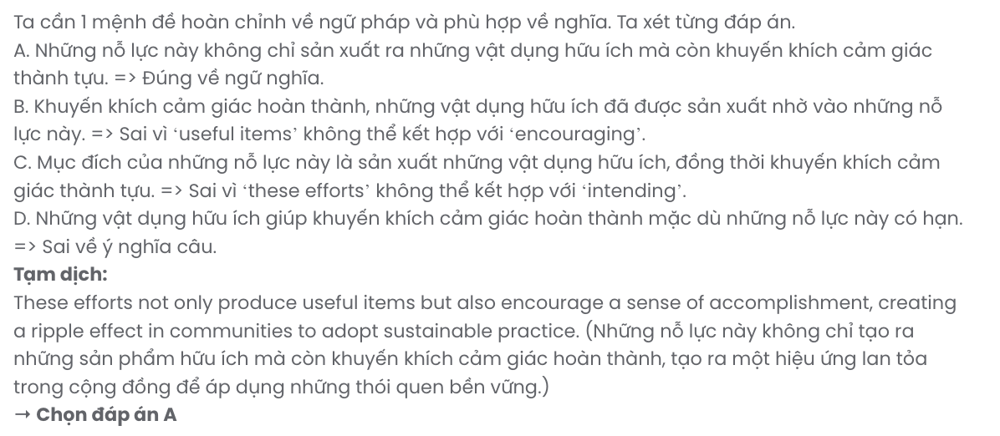 Ta cần 1 mệnh đề hoàn chỉnh về ngữ pháp và phù hợp về nghĩa. Ta xét từng đáp án.
A. Những nỗ lực này không chỉ sản xuất ra những vật dụng hữu ích mà còn khuyến khích cảm giác
thành tựu. => Đúng về ngữ nghĩa.
B. Khuyến khích cảm giác hoàn thành, những vật dụng hữu ích đã được sản xuất nhờ vào những nỗ
lực này. => Sai vì ‘useful items’ không thể kết hợp với ‘encouraging’.
C. Mục đích của những nỗ lực này là sản xuất những vật dụng hữu ích, đồng thời khuyến khích cảm
giác thành tựu. => Sai vì ‘these efforts’ không thể kết hợp với ‘intending’.
D. Những vật dụng hữu ích giúp khuyến khích cảm giác hoàn thành mặc dù những nỗ lực này có hạn.
=> Sai về ý nghĩa câu.
Tạm dịch:
These efforts not only produce useful items but also encourage a sense of accomplishment, creating
a ripple effect in communities to adopt sustainable practice. (Những nỗ lực này không chỉ tạo ra
những sản phẩm hữu ích mà còn khuyến khích cảm giác hoàn thành, tạo ra một hiệu ứng lan tỏa
trong cộng đồng để áp dụng những thói quen bền vững.)
→ Chọn đáp án A